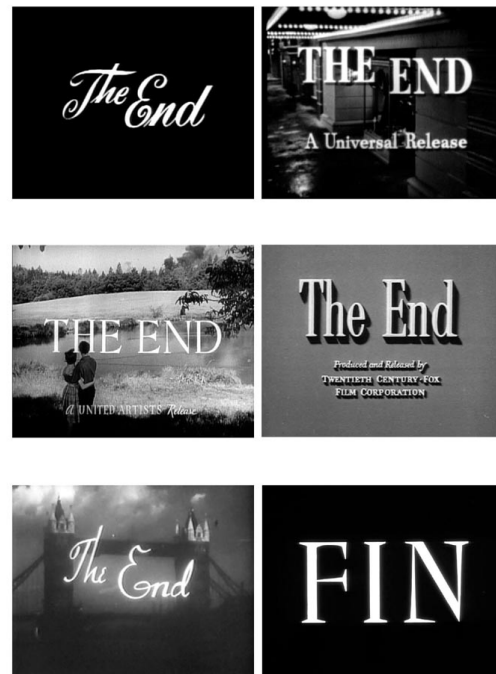 The End
THE END
A Universal Release
THE END
a UNITED ARTISTS Release
The End
Produced and Released by
TWENTIETH CENTURY-FOX
FILM CORPORATION
The End
FIN